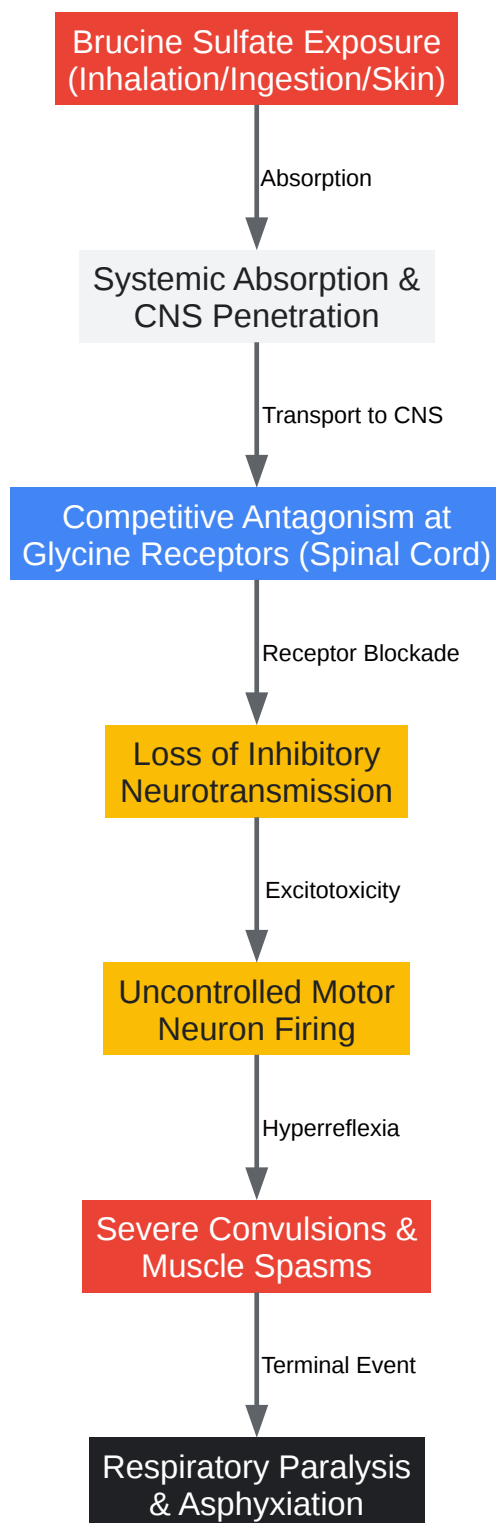 Brucine Sulfate Exposure
(Inhalation/Ingestion/Skin)
Absorption
Systemic Absorption &
CNS Penetration
Transport to CNS
Competitive Antagonism at
Glycine Receptors (Spinal Cord)
Receptor Blockade
Loss of Inhibitory
Neurotransmission
Excitotoxicity
Uncontrolled Motor
Neuron Firing
Hyperreflexia
Severe Convulsions &
Muscle Spasms
Terminal Event
Respiratory Paralysis
& Asphyxiation